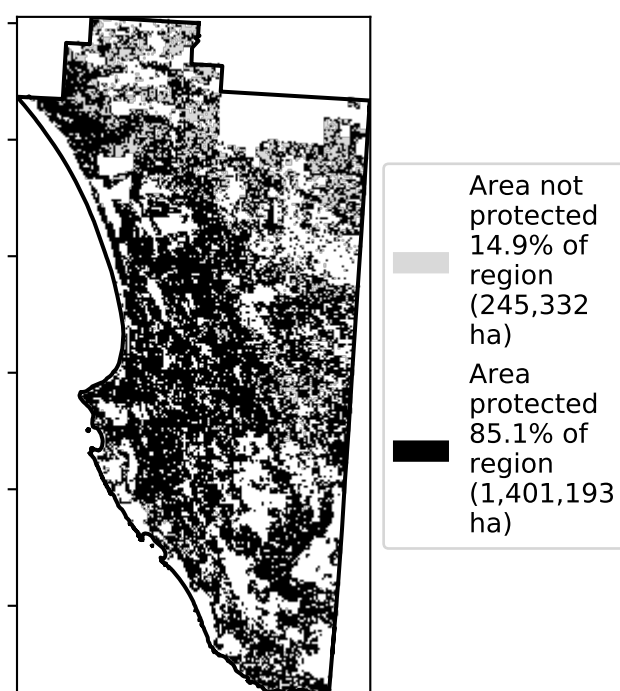 Area not
protected
14.9% of
region
(245,332
ha)
Area
protected
85.1% of
region
(1,401,193
ha)